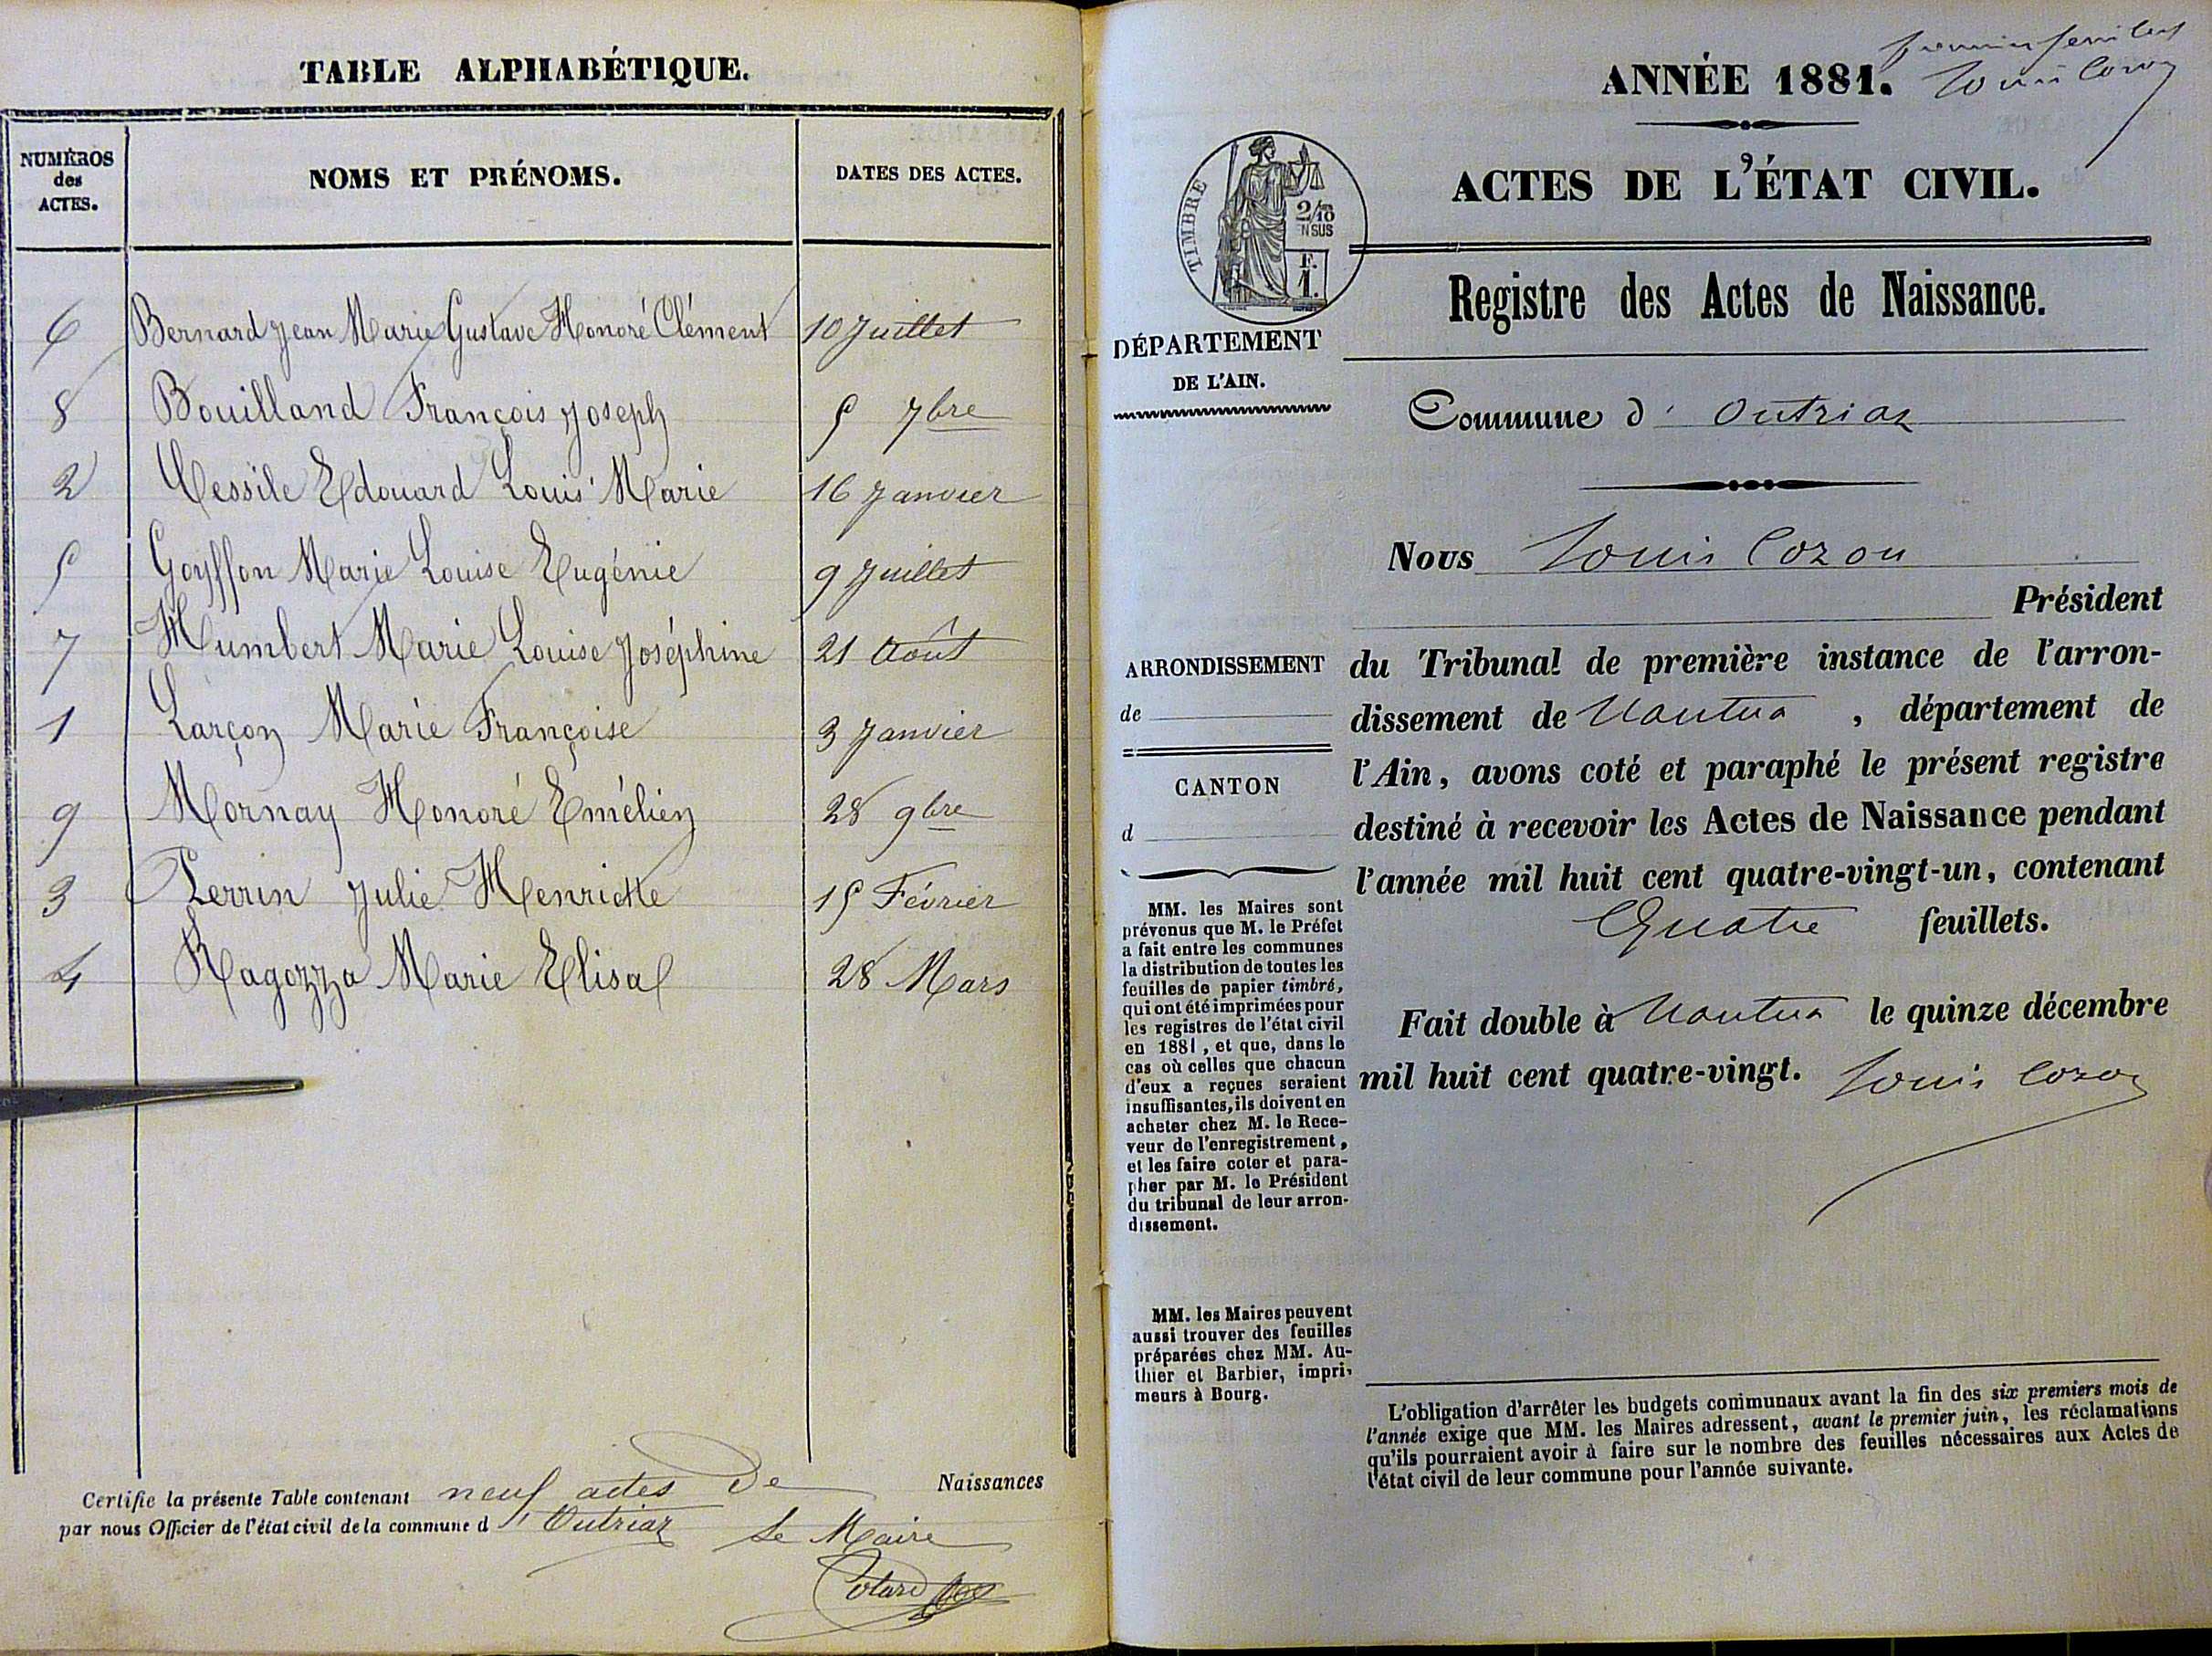 TABLE ALPHABÉTIQUE.
NUMÉROS des ACTES.
NOMS ET PRÉNOMS.
DATES DES ACTES.
6 Bernard Jean Marie Gustave Honoré Clément 10 Juillet
8 Bouilland François Joseph 5 7bre
2 Cessile Edouard Louis Marie 16 Janvier
5 Goyffon Marie Louise Eugénie 9 Juillet
7 Humbert Marie Louise Joséphine 21 Août
1 Larçon Marie Françoise 3 Janvier
9 Mornay Honoré Emélien 28 9bre
3 Perrin Julie Henriette 15 Février
4 Ragozza Marie Elisa 28 Mars
Certifie la présente Table contenant neuf actes de Naissances
par nous Officier de l'état civil de la commune d'Outriaz Le Maire
premier feuillet
Louis Cozon
ANNÉE 1881.
ACTES DE L'ÉTAT CIVIL.
TIMBRE
2/10
EN SUS
F.
1.
Registre des Actes de Naissance.
DÉPARTEMENT
DE L'AIN.
Commune d' Outriaz
Nous Louis Cozon
Président
ARRONDISSEMENT
de
CANTON
d
du Tribunal de première instance de l'arron-
dissement de Nantua , département de
l'Ain, avons coté et paraphé le présent registre
destiné à recevoir les Actes de Naissance pendant
l'année mil huit cent quatre-vingt-un, contenant
Quatre feuillets.
Fait double à Nantua le quinze décembre
mil huit cent quatre-vingt.
Louis Cozon
MM. les Maires sont
prévenus que M. le Préfet
a fait entre les communes
la distribution de toutes les
feuilles de papier timbré,
qui ont été imprimées pour
les registres de l'état civil
en 1881, et que, dans le
cas où celles que chacun
d'eux a reçues seraient
insuffisantes, ils doivent en
acheter chez M. le Rece-
veur de l'enregistrement,
et les faire coter et para-
pher par M. le Président
du tribunal de leur arron-
dissement.
MM. les Maires peuvent
aussi trouver des feuilles
préparées chez MM. Au-
thier et Barbier, impri-
meurs à Bourg.
L'obligation d'arrêter les budgets communaux avant la fin des six premiers mois de
l'année exige que MM. les Maires adressent, avant le premier juin, les réclamations
qu'ils pourraient avoir à faire sur le nombre des feuilles nécessaires aux Actes de
l'état civil de leur commune pour l'année suivante.